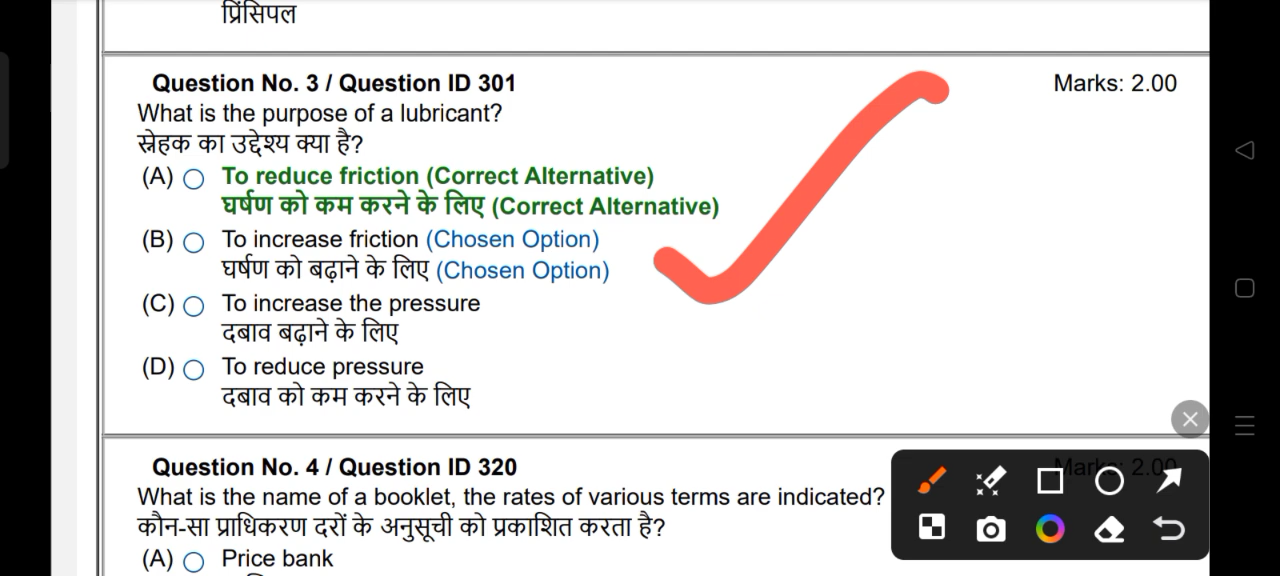 प्रिंसिपल
Question No. 3 / Question ID 301
Marks: 2.00
What is the purpose of a lubricant?
स्नेहक का उद्देश्य क्या है?
(A) To reduce friction (Correct Alternative)
घर्षण को कम करने के लिए (Correct Alternative)
(B) To increase friction (Chosen Option)
घर्षण को बढ़ाने के लिए (Chosen Option)
(C) To increase the pressure
दबाव बढ़ाने के लिए
(D) To reduce pressure
दबाव को कम करने के लिए
Question No. 4 / Question ID 320
Marks: 2.00
What is the name of a booklet, the rates of various terms are indicated?
कौन-सा प्राधिकरण दरों के अनुसूची को प्रकाशित करता है?
(A) Price bank